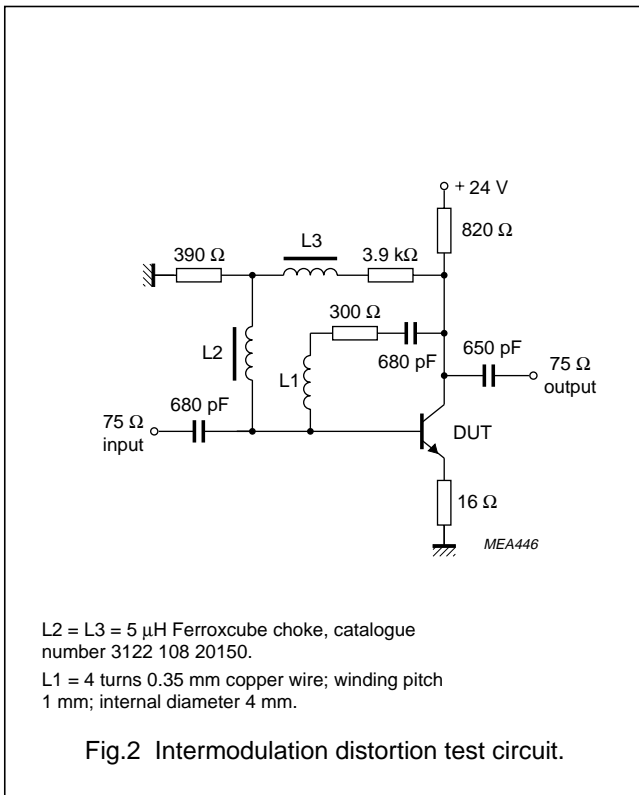 + 24 V
820 Ω
L3
390 Ω
3.9 kΩ
300 Ω
L2
680 pF
650 pF
75 Ω
output
L1
680 pF
75 Ω
input
DUT
16 Ω
MEA446
L2 = L3 = 5 μH Ferroxcube choke, catalogue
number 3122 108 20150.
L1 = 4 turns 0.35 mm copper wire; winding pitch
1 mm; internal diameter 4 mm.
Fig.2 Intermodulation distortion test circuit.